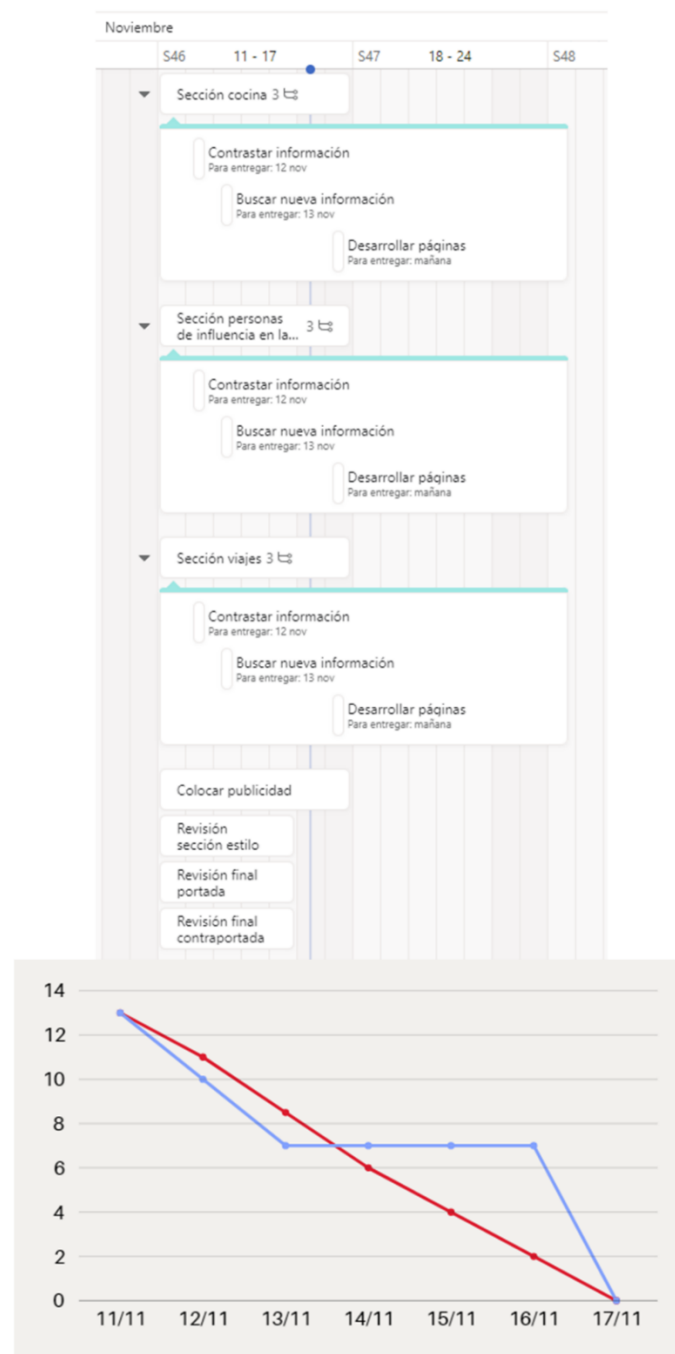 Noviembre
S46 11 - 17 S47 18 - 24 S48
Sección cocina 3
Contrastar información
Para entregar: 12 nov
Buscar nueva información
Para entregar: 13 nov
Desarrollar páginas
Para entregar: mañana
Sección personas
de influencia en la... 3
Contrastar información
Para entregar: 12 nov
Buscar nueva información
Para entregar: 13 nov
Desarrollar páginas
Para entregar: mañana
Sección viajes 3
Contrastar información
Para entregar: 12 nov
Buscar nueva información
Para entregar: 13 nov
Desarrollar páginas
Para entregar: mañana
Colocar publicidad
Revisión
sección estilo
Revisión final
portada
Revisión final
contraportada
14
12
10
8
6
4
2
0
11/11 12/11 13/11 14/11 15/11 16/11 17/11